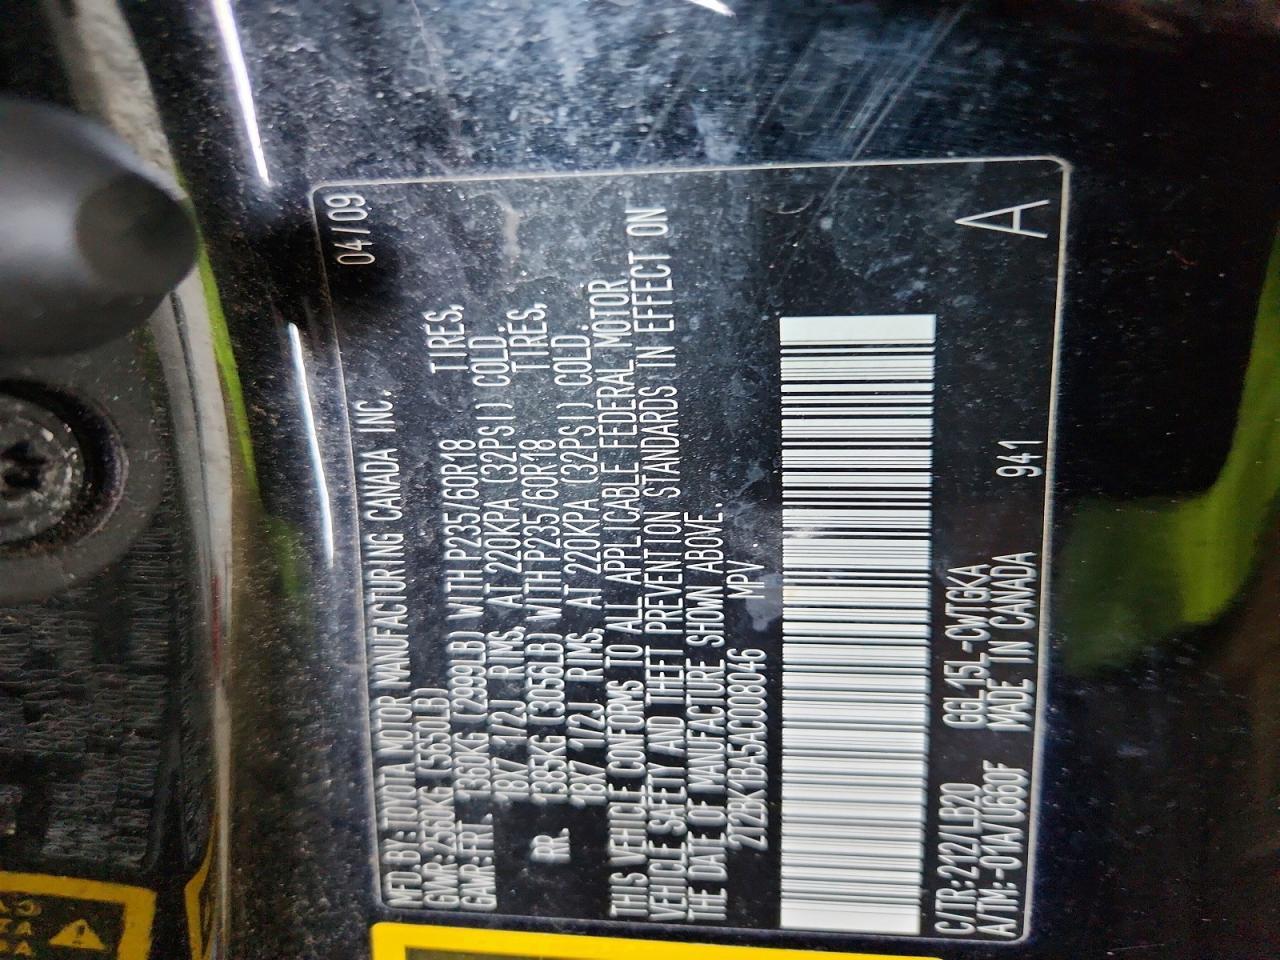 MFD.BY:TOYOTA MOTOR MANUFACTURING CANADA INC. 04/09
GVWR:2560KG (5650LB)
GAWR:FRT. 1360KG (2999LB) WITH P235/60R18 TIRES,
18X7 1/2J RIMS, AT 220KPA (32PSI) COLD.
RR. 1385KG (3056LB) WITH P235/60R18 TIRES,
18X7 1/2J RIMS, AT 220KPA (32PSI) COLD.
THIS VEHICLE CONFORMS TO ALL APPLICABLE FEDERAL MOTOR
VEHICLE SAFETY AND THEFT PREVENTION STANDARDS IN EFFECT ON
THE DATE OF MANUFACTURE SHOWN ABOVE.
2T2BK1BA5AC008046 MPV
C/TR:212/LB20 GGL15L-CWTGKA
A/TM:-01A/U660F MADE IN CANADA 941 A